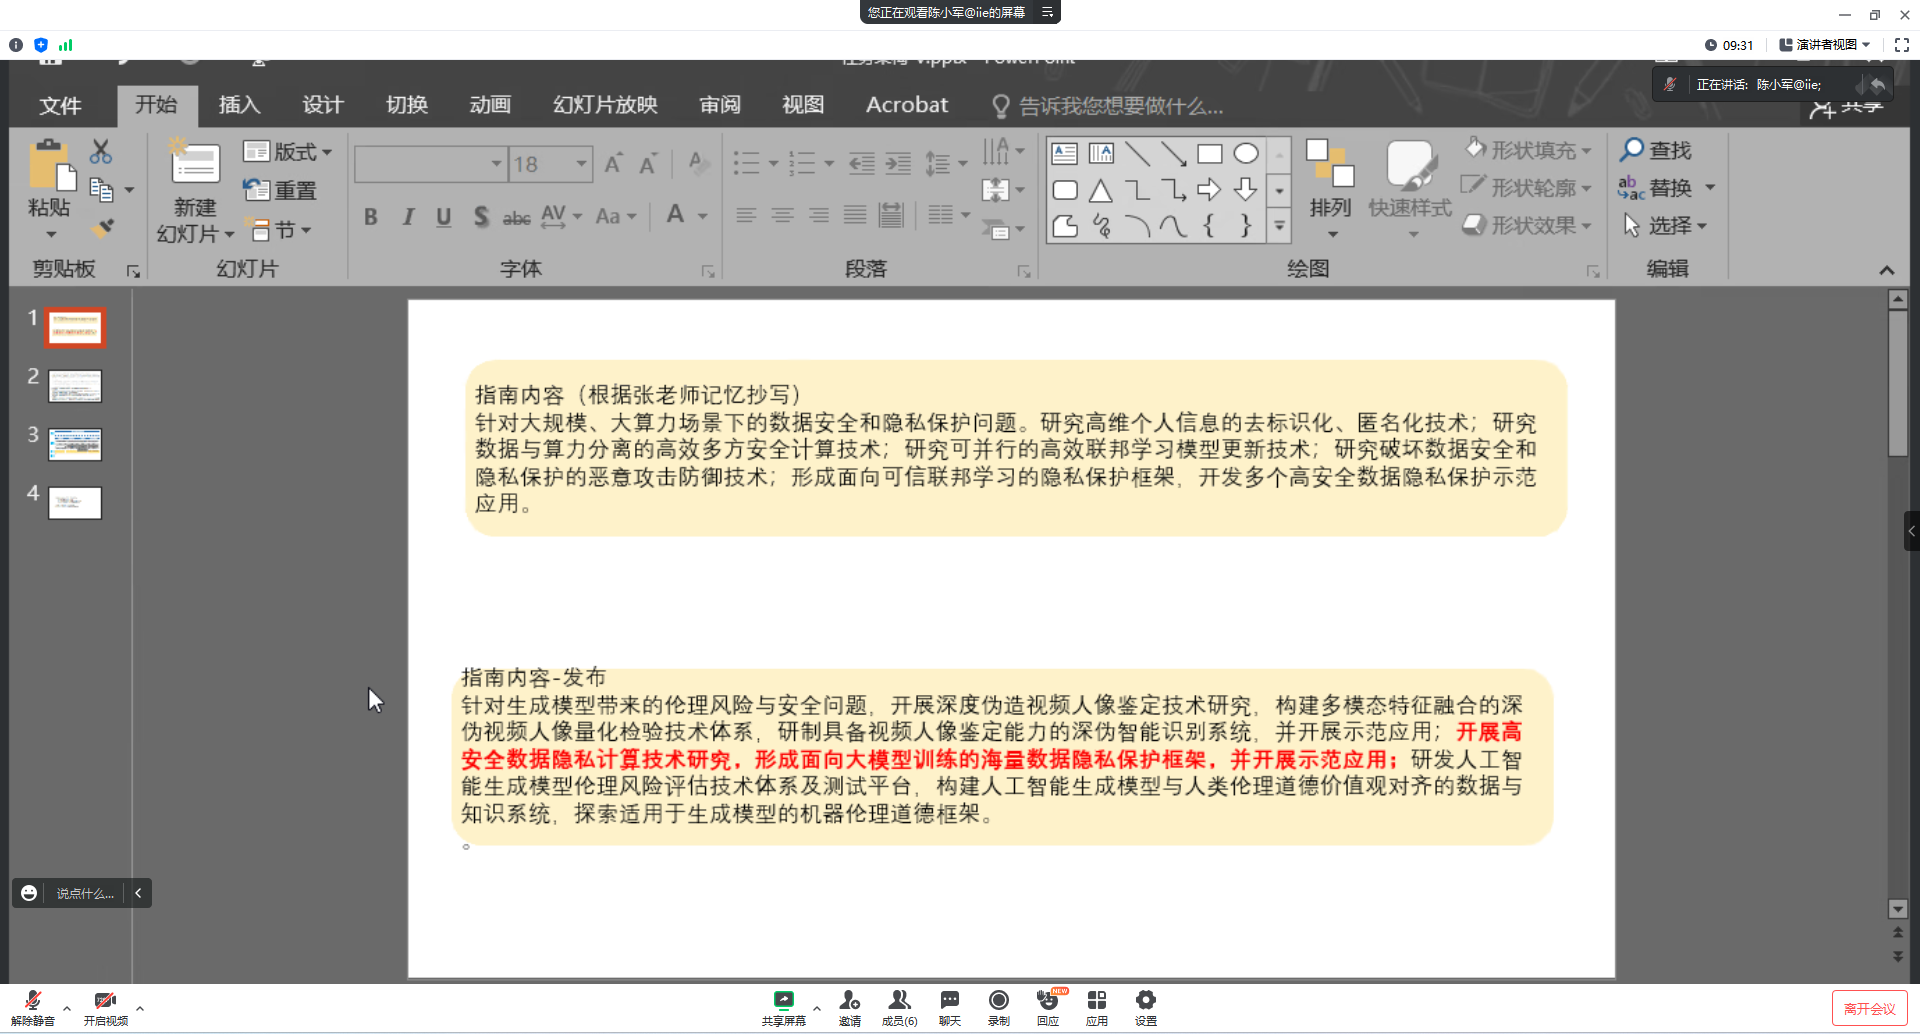 您正在观看陈小军@iie的屏幕
09:31
演讲者视图
正在讲话: 陈小军@iie;
文件 开始 插入 设计 切换 动画 幻灯片放映 审阅 视图 Acrobat 告诉我您想要做什么...
粘贴
剪贴板
新建
幻灯片
版式
重置
节
幻灯片
18
B I U S abc AV Aa A
字体
段落
排列
快速样式
形状填充
形状轮廓
形状效果
绘图
查找
替换
选择
编辑
1
2
3
4
指南内容（根据张老师记忆抄写）
针对大规模、大算力场景下的数据安全和隐私保护问题。研究高维个人信息的去标识化、匿名化技术；研究
数据与算力分离的高效多方安全计算技术；研究可并行的高效联邦学习模型更新技术；研究破坏数据安全和
隐私保护的恶意攻击防御技术；形成面向可信联邦学习的隐私保护框架，开发多个高安全数据隐私保护示范
应用。
指南内容-发布
针对生成模型带来的伦理风险与安全问题，开展深度伪造视频人像鉴定技术研究，构建多模态特征融合的深
伪视频人像量化检验技术体系，研制具备视频人像鉴定能力的深伪智能识别系统，并开展示范应用；开展高
安全数据隐私计算技术研究，形成面向大模型训练的海量数据隐私保护框架，并开展示范应用；研发人工智
能生成模型伦理风险评估技术体系及测试平台，构建人工智能生成模型与人类伦理道德价值观对齐的数据与
知识系统，探索适用于生成模型的机器伦理道德框架。
。
说点什么...
解除静音
开启视频
共享屏幕
邀请
成员(6)
聊天
录制
回应
NEW
应用
设置
离开会议